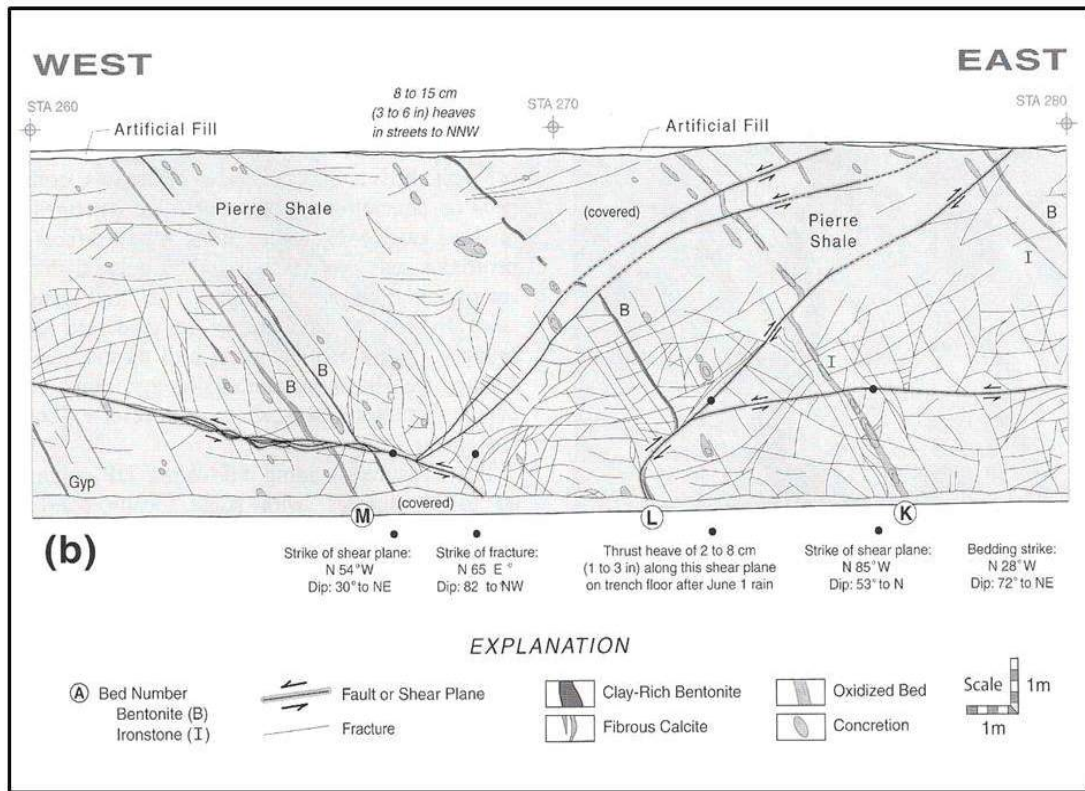 WEST
EAST
STA 260
8 to 15 cm
(3 to 6 in) heaves
in streets to NNW
STA 270
STA 280
Artificial Fill
Artificial Fill
Pierre Shale
(covered)
Pierre
Shale
B
I
B
B
B
I
Gyp
(covered)
M
L
K
(b)
Strike of shear plane:
N 54°W
Dip: 30° to NE
Strike of fracture:
N 65 E °
Dip: 82 to NW
Thrust heave of 2 to 8 cm
(1 to 3 in) along this shear plane
on trench floor after June 1 rain
Strike of shear plane:
N 85°W
Dip: 53° to N
Bedding strike:
N 28°W
Dip: 72° to NE
EXPLANATION
A Bed Number
Bentonite (B)
Ironstone (I)
Fault or Shear Plane
Fracture
Clay-Rich Bentonite
Fibrous Calcite
Oxidized Bed
Concretion
Scale
1m
1m